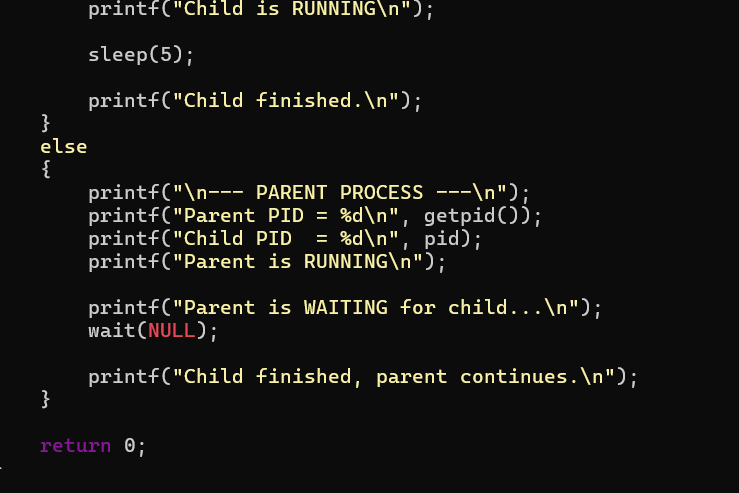 printf("Child is RUNNING\n");
sleep(5);
printf("Child finished.\n");
}
else
{
printf("\n--- PARENT PROCESS ---\n");
printf("Parent PID = %d\n", getpid());
printf("Child PID  = %d\n", pid);
printf("Parent is RUNNING\n");
printf("Parent is WAITING for child...\n");
wait(NULL);
printf("Child finished, parent continues.\n");
}
return 0;